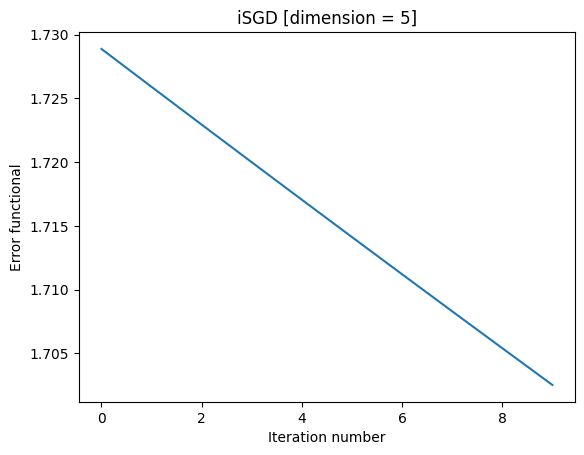 iSGD [dimension = 5]
Error functional
1.730
1.725
1.720
1.715
1.710
1.705
0 2 4 6 8
Iteration number